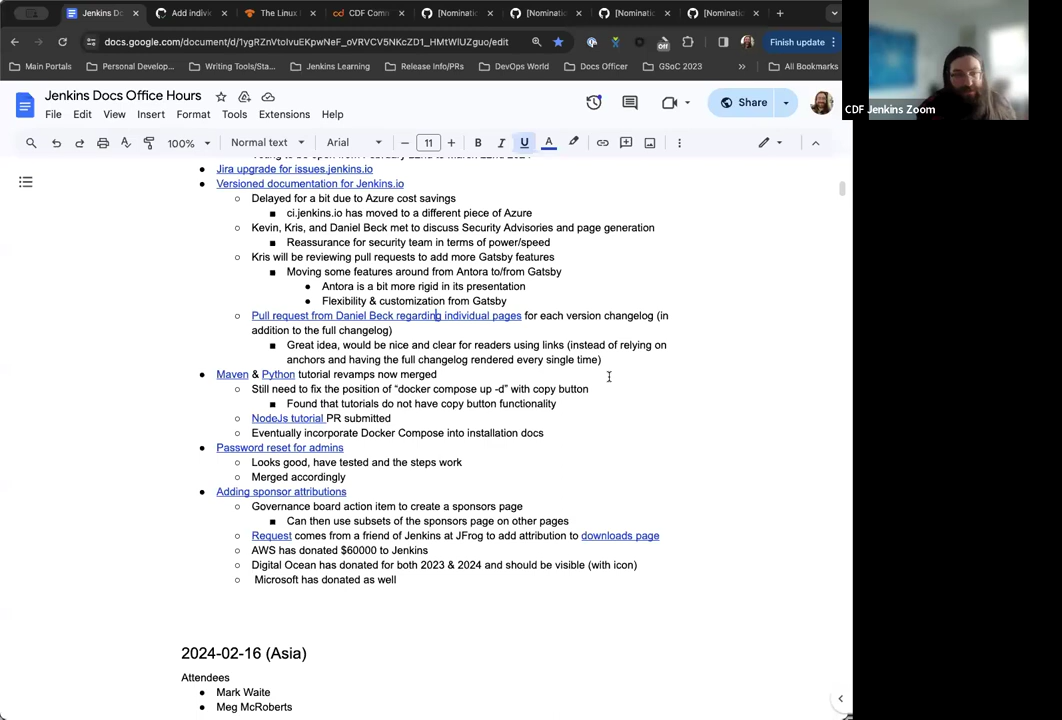 Jenkins Do
Add indivi
The Linux
CDF Comm
[Nominatio
[Nominatio
[Nominatio
[Nominatio
docs.google.com/document/d/1ygRZnVtoIvuEKpwNeF_oVRVCV5NKcZD1_HMtWlUZguo/edit
Off
Finish update
Main Portals
Personal Develop...
Writing Tools/Sta...
Jenkins Learning
Release Info/PRs
DevOps World
Docs Officer
GSoC 2023
»
All Bookmarks
CDF Jenkins Zoom
Jenkins Docs Office Hours
File Edit View Insert Format Tools Extensions Help
Share
100% Normal text Arial 11 B I U A
Jira upgrade for issues.jenkins.io
Versioned documentation for Jenkins.io
Delayed for a bit due to Azure cost savings
ci.jenkins.io has moved to a different piece of Azure
Kevin, Kris, and Daniel Beck met to discuss Security Advisories and page generation
Reassurance for security team in terms of power/speed
Kris will be reviewing pull requests to add more Gatsby features
Moving some features around from Antora to/from Gatsby
Antora is a bit more rigid in its presentation
Flexibility & customization from Gatsby
Pull request from Daniel Beck regarding individual pages for each version changelog (in
addition to the full changelog)
Great idea, would be nice and clear for readers using links (instead of relying on
anchors and having the full changelog rendered every single time)
Maven & Python tutorial revamps now merged
Still need to fix the position of “docker compose up -d” with copy button
Found that tutorials do not have copy button functionality
NodeJs tutorial PR submitted
Eventually incorporate Docker Compose into installation docs
Password reset for admins
Looks good, have tested and the steps work
Merged accordingly
Adding sponsor attributions
Governance board action item to create a sponsors page
Can then use subsets of the sponsors page on other pages
Request comes from a friend of Jenkins at JFrog to add attribution to downloads page
AWS has donated $60000 to Jenkins
Digital Ocean has donated for both 2023 & 2024 and should be visible (with icon)
Microsoft has donated as well
2024-02-16 (Asia)
Attendees
Mark Waite
Meg McRoberts